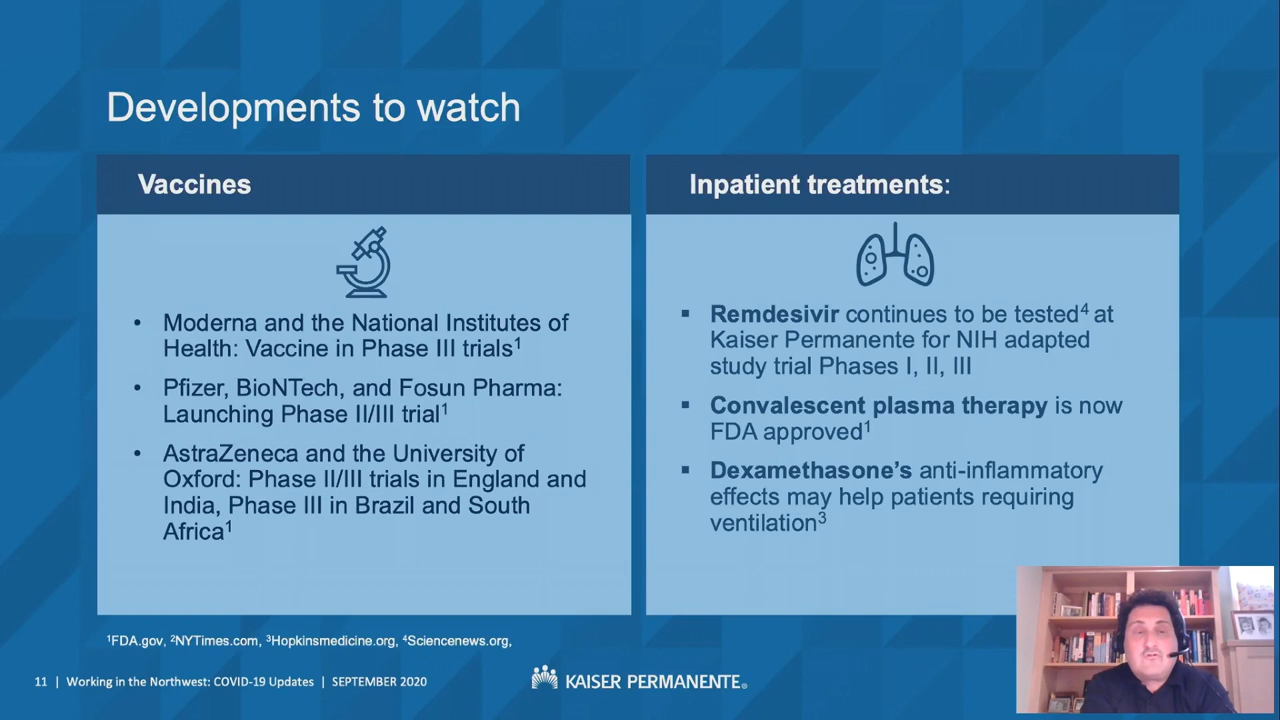 Developments to watch
Vaccines
• Moderna and the National Institutes of
Health: Vaccine in Phase III trials¹
• Pfizer, BioNTech, and Fosun Pharma:
Launching Phase II/III trial¹
• AstraZeneca and the University of
Oxford: Phase II/III trials in England and
India, Phase III in Brazil and South
Africa¹
Inpatient treatments:
▪ Remdesivir continues to be tested⁴ at
Kaiser Permanente for NIH adapted
study trial Phases I, II, III
▪ Convalescent plasma therapy is now
FDA approved¹
▪ Dexamethasone’s anti-inflammatory
effects may help patients requiring
ventilation³
¹FDA.gov, ²NYTimes.com, ³Hopkinsmedicine.org, ⁴Sciencenews.org,
11 | Working in the Northwest: COVID-19 Updates | SEPTEMBER 2020
KAISER PERMANENTE®